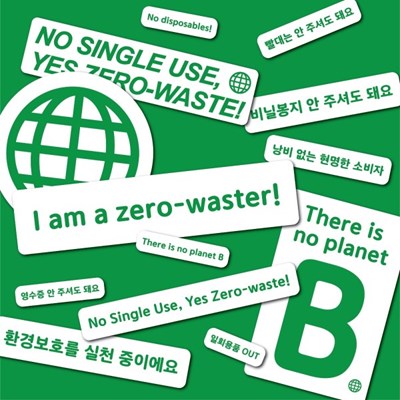 No disposables!
빨대는 안 주셔도 돼요
NO SINGLE USE,
YES ZERO-WASTE!
비닐봉지 안 주셔도 돼요
낭비 없는 현명한 소비자
I am a zero-waster!
There is
no planet
B
There is no planet B
영수증 안 주셔도 돼요
No Single Use, Yes Zero-waste!
환경보호를 실천 중이에요
일회용품 OUT